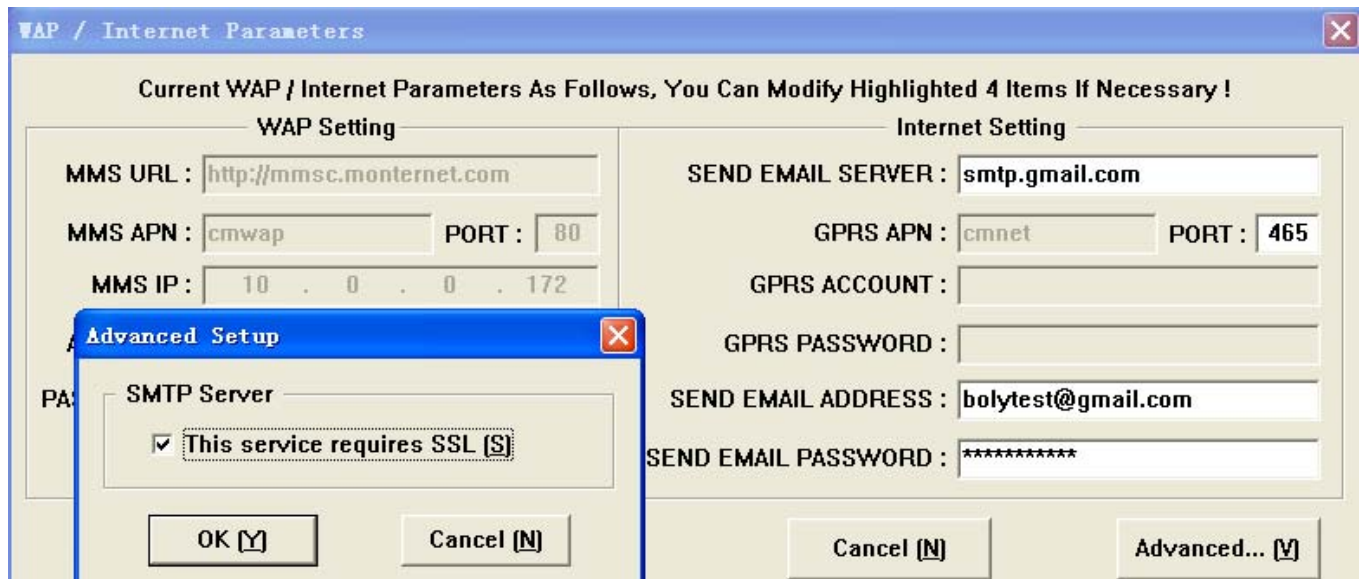 WAP / Internet Parameters
Current WAP / Internet Parameters As Follows, You Can Modify Highlighted 4 Items If Necessary !
WAP Setting
MMS URL : http://mmsc.monternet.com
MMS APN : cmwap PORT : 80
MMS IP : 10 . 0 . 0 . 172
Internet Setting
SEND EMAIL SERVER : smtp.gmail.com
GPRS APN : cmnet PORT : 465
GPRS ACCOUNT :
GPRS PASSWORD :
SEND EMAIL ADDRESS : bolytest@gmail.com
SEND EMAIL PASSWORD : ***********
Cancel (N) Advanced... (V)
Advanced Setup
SMTP Server
This service requires SSL (S)
OK (Y) Cancel (N)